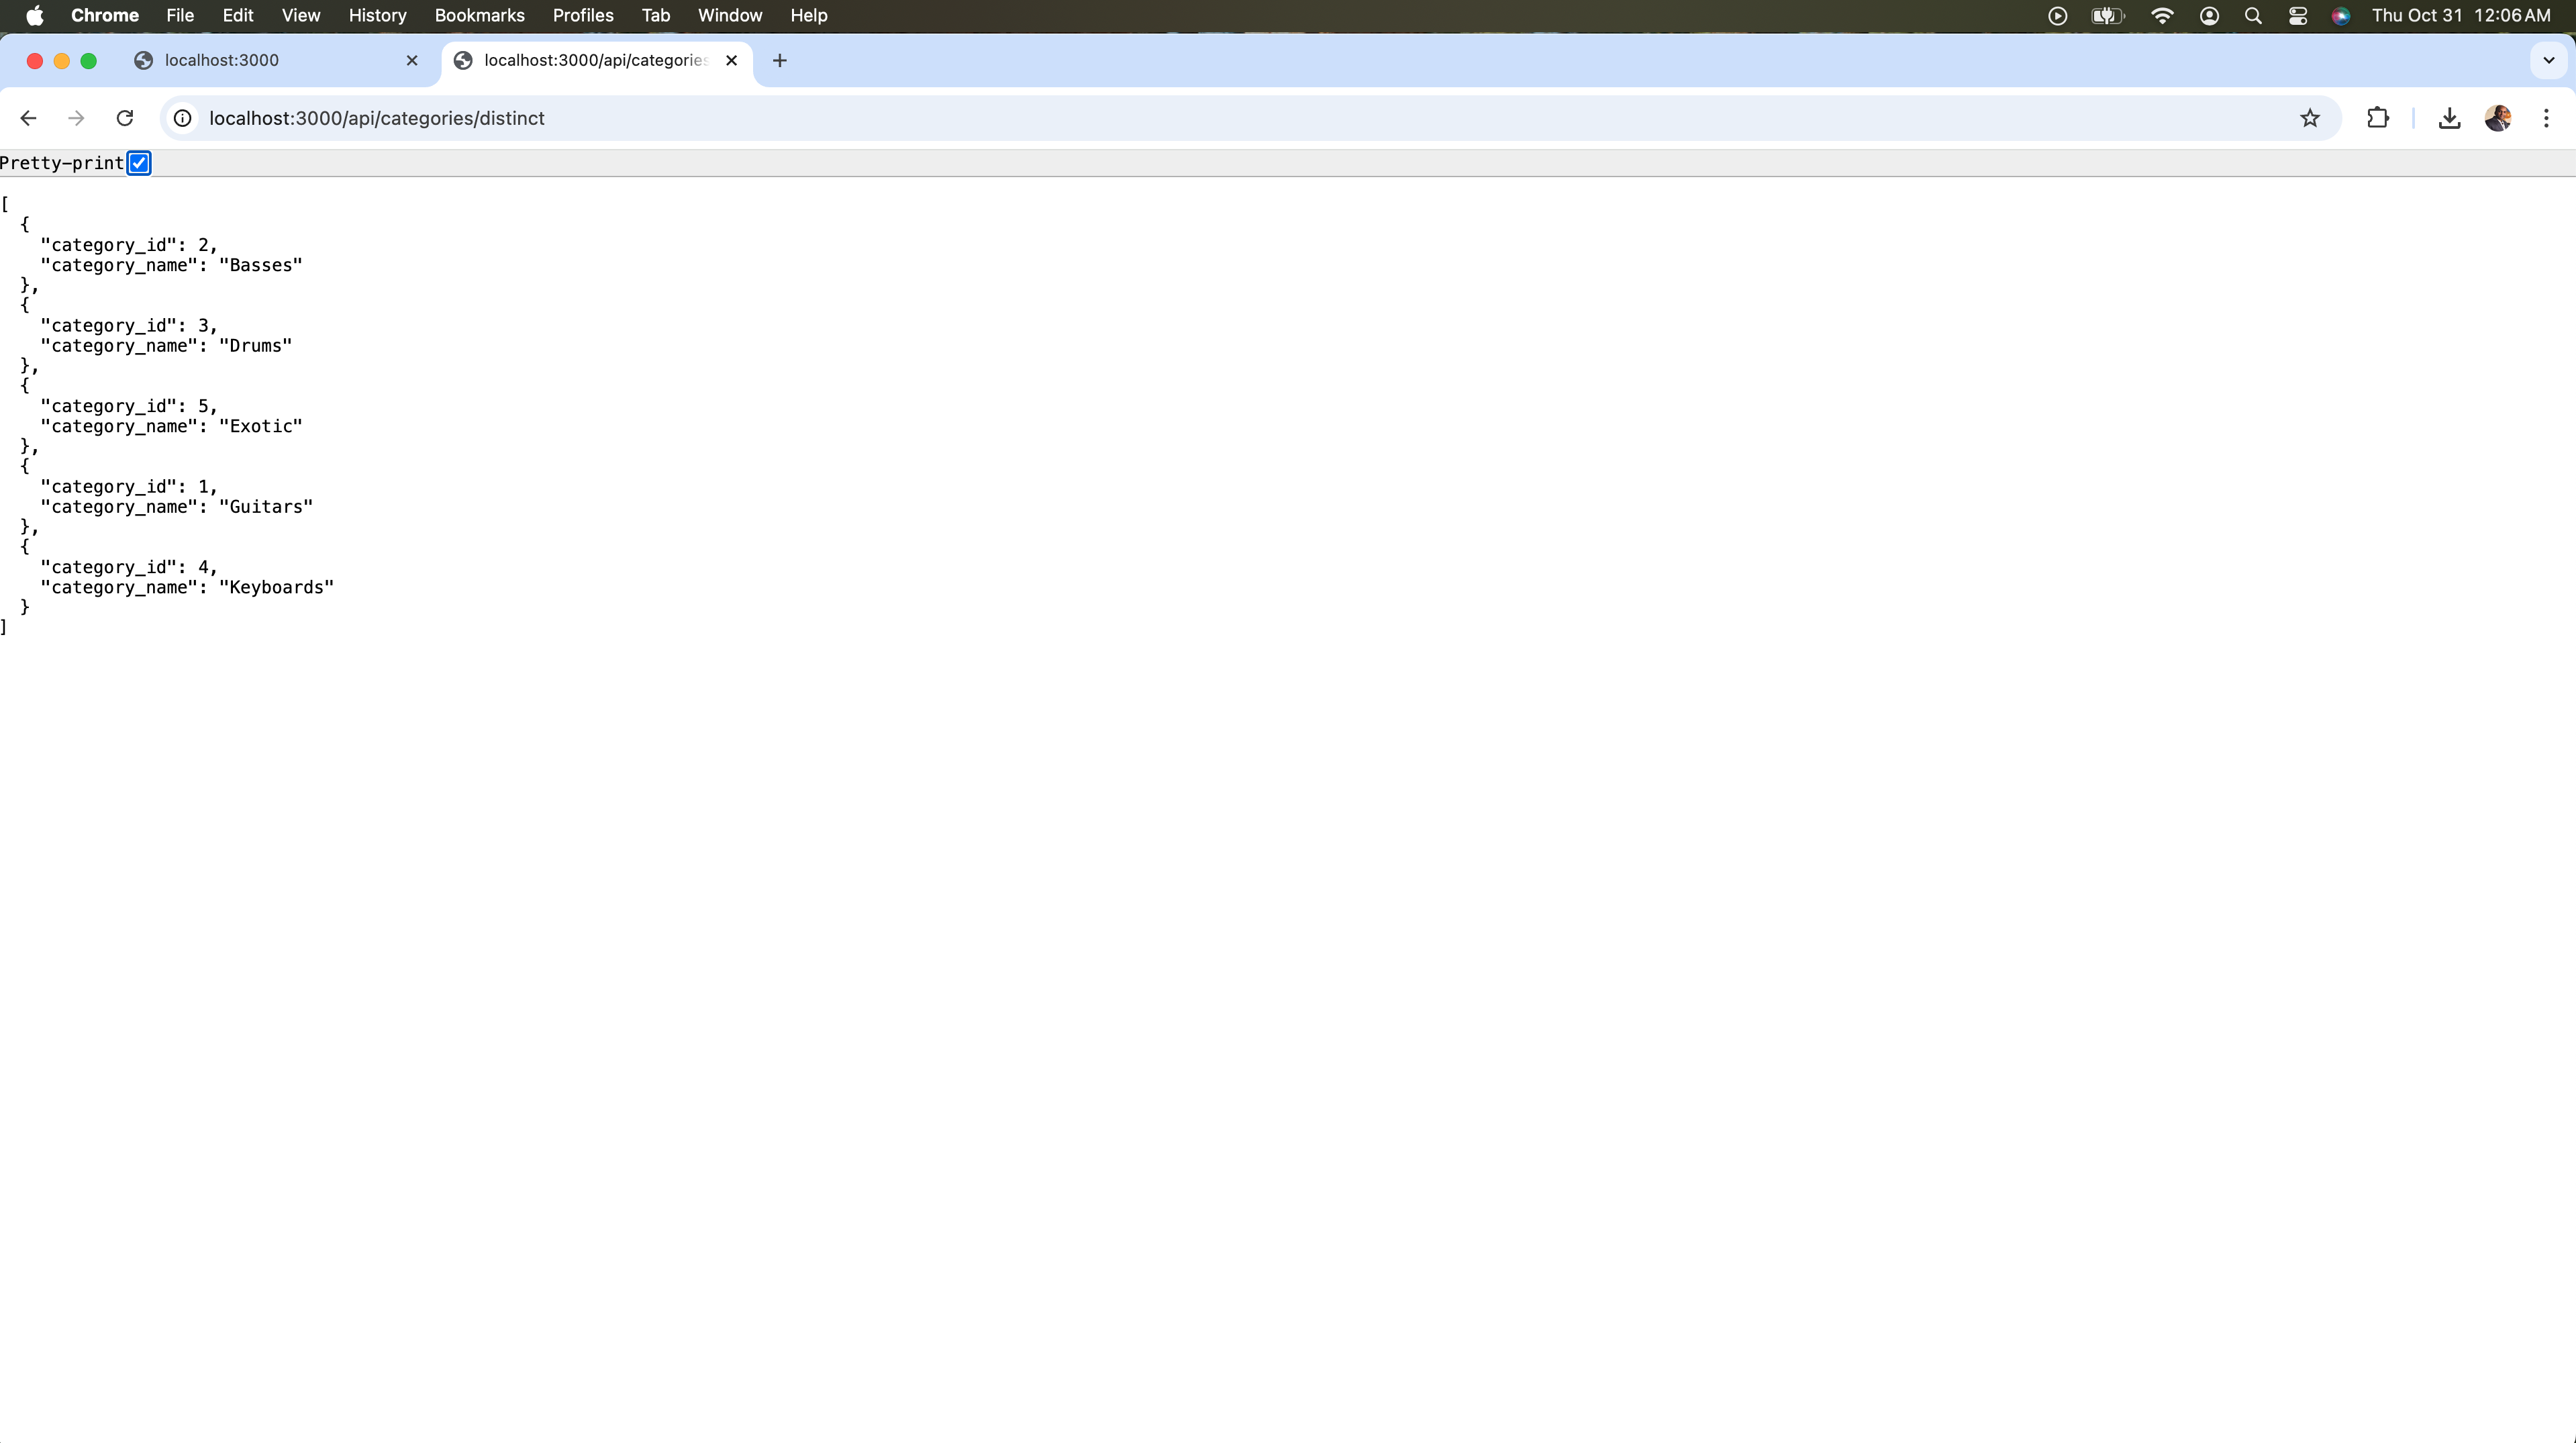 Chrome File Edit View History Bookmarks Profiles Tab Window Help Thu Oct 31 12:06 AM
localhost:3000 localhost:3000/api/categories
localhost:3000/api/categories/distinct
Pretty-print
[
  {
    "category_id": 2,
    "category_name": "Basses"
  },
  {
    "category_id": 3,
    "category_name": "Drums"
  },
  {
    "category_id": 5,
    "category_name": "Exotic"
  },
  {
    "category_id": 1,
    "category_name": "Guitars"
  },
  {
    "category_id": 4,
    "category_name": "Keyboards"
  }
]